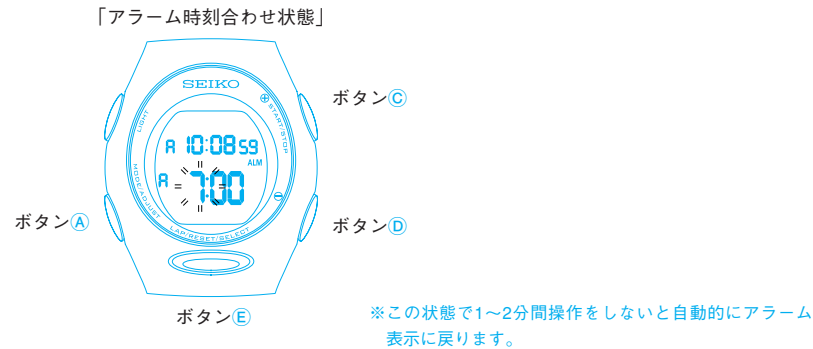 「アラーム時刻合わせ状態」
SEIKO
LIGHT
⊕ START/STOP
A 10:08 59
ALM
A 7:00
MODE/ADJUST
⊖
LAP/RESET/SELECT
ボタンⒸ
ボタンⒶ
ボタンⒹ
ボタンⒺ
※この状態で1〜2分間操作をしないと自動的にアラーム
表示に戻ります。